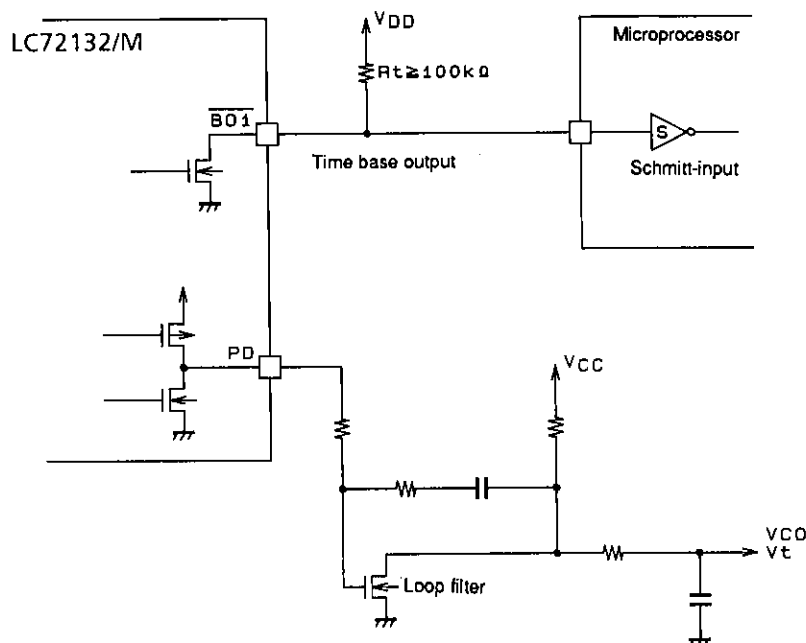 LC72132/M
VDD
Rt≧100kΩ
Microprocessor
BO1
S
Time base output
Schmitt-input
PD
VCC
Loop filter
VCO
Vt